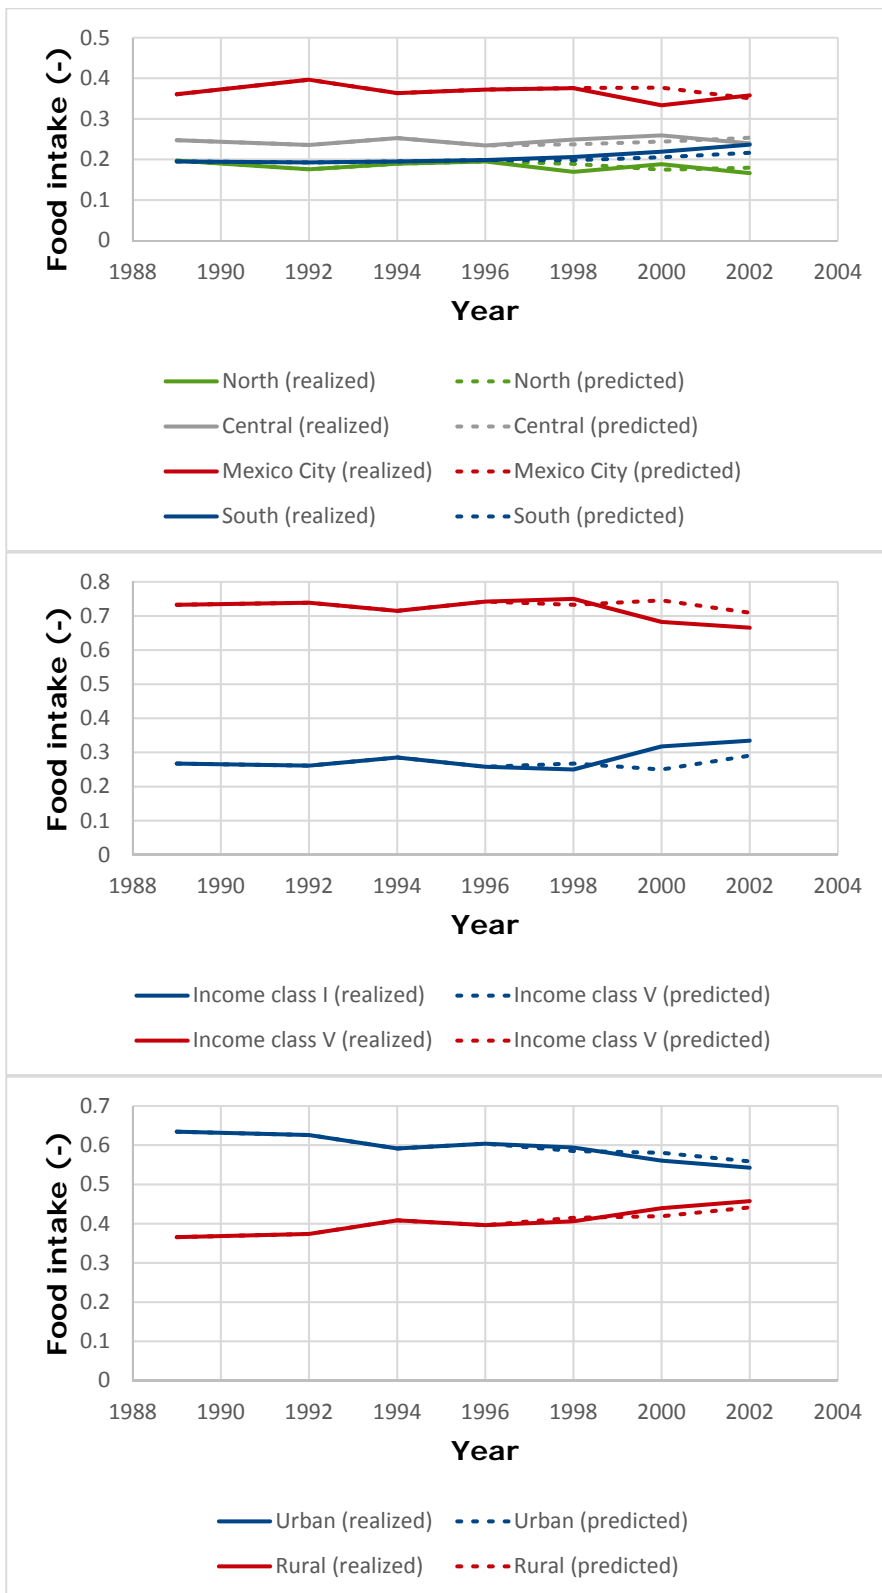 Food intake (-)
0.5
0.4
0.3
0.2
0.1
0
1988 1990 1992 1994 1996 1998 2000 2002 2004
Year
North (realized) North (predicted)
Central (realized) Central (predicted)
Mexico City (realized) Mexico City (predicted)
South (realized) South (predicted)
Food intake (-)
0.8
0.7
0.6
0.5
0.4
0.3
0.2
0.1
0
1988 1990 1992 1994 1996 1998 2000 2002 2004
Year
Income class I (realized) Income class V (predicted)
Income class V (realized) Income class V (predicted)
Food intake (-)
0.7
0.6
0.5
0.4
0.3
0.2
0.1
0
1988 1990 1992 1994 1996 1998 2000 2002 2004
Year
Urban (realized) Urban (predicted)
Rural (realized) Rural (predicted)